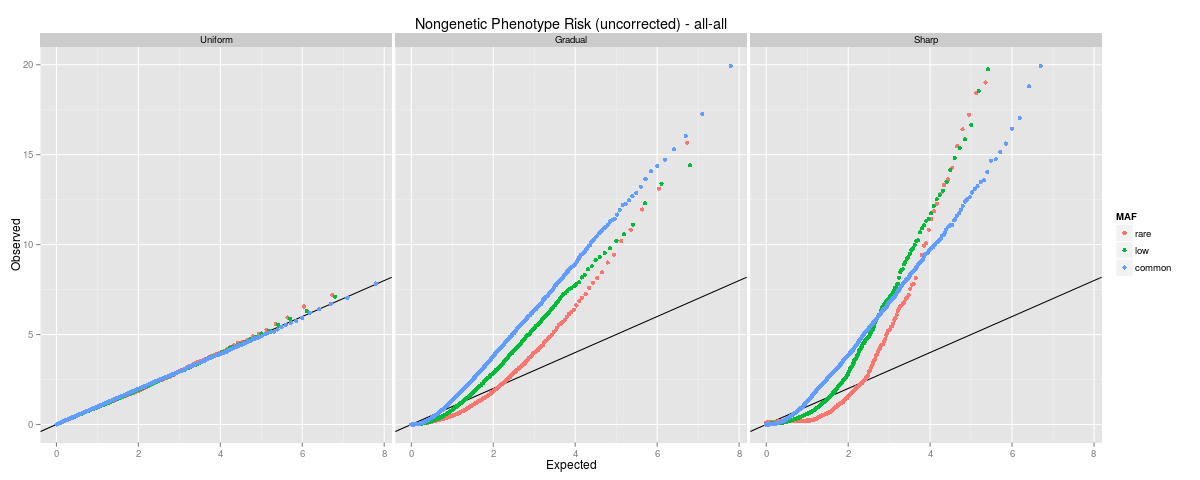 Nongenetic Phenotype Risk (uncorrected) - all-all
Uniform
Gradual
Sharp
20
15
10
5
0
Observed
0 2 4 6 8
0 2 4 6 8
0 2 4 6 8
Expected
MAF
rare
low
common